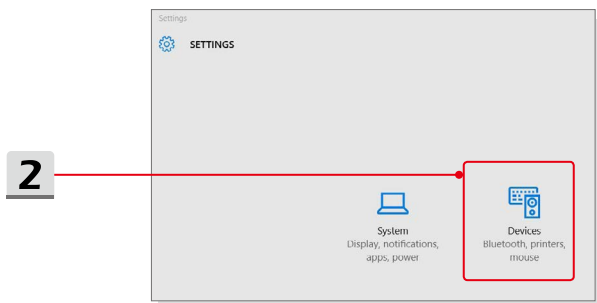 Settings
SETTINGS
2
System
Display, notifications,
apps, power
Devices
Bluetooth, printers,
mouse